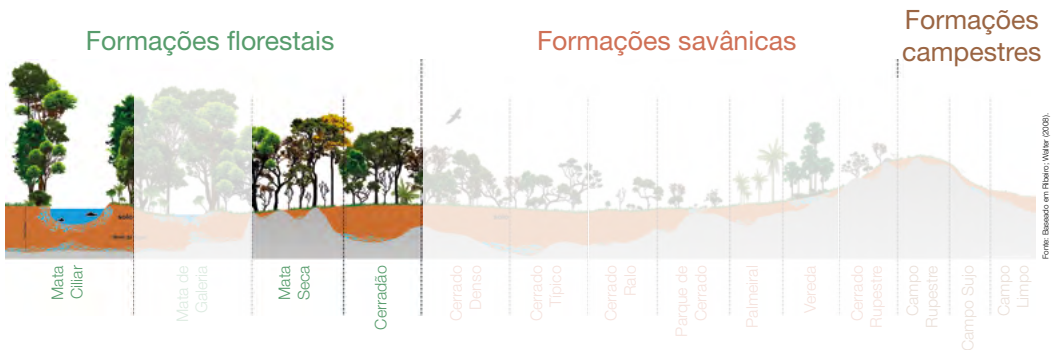 Formações florestais
Formações savânicas
Formações
campestres
Mata
Ciliar
Mata de
Galeria
Mata
Seca
Cerradão
Cerrado
Denso
Cerrado
Típico
Cerrado
Ralo
Parque de
Cerrado
Palmeiral
Vereda
Cerrado
Rupestre
Campo
Rupestre
Campo Sujo
Campo
Limpo
Fonte: Baseado em Ribeiro; Walter (2008).